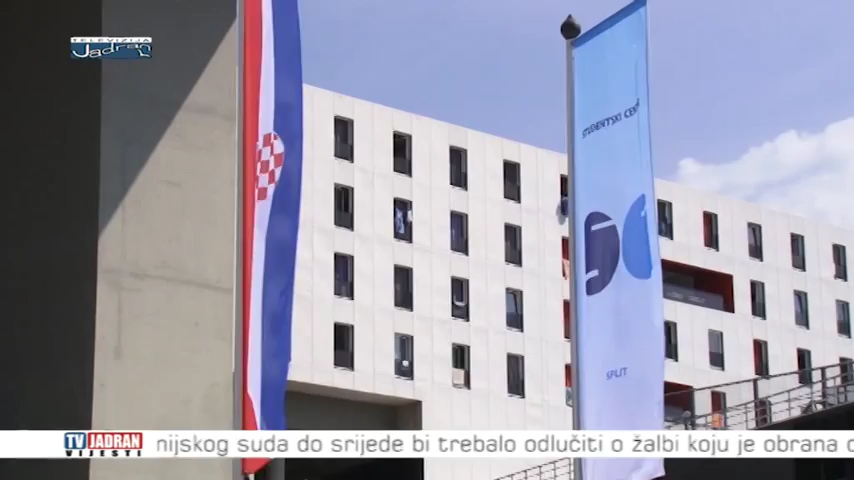 TELEVIZIJA
Jadran
STUDENTSKI CENTAR
SC
SPLIT
TV JADRAN
VIJESTI
nijskog suda do srijede bi trebalo odlučiti o žalbi koju je obrana